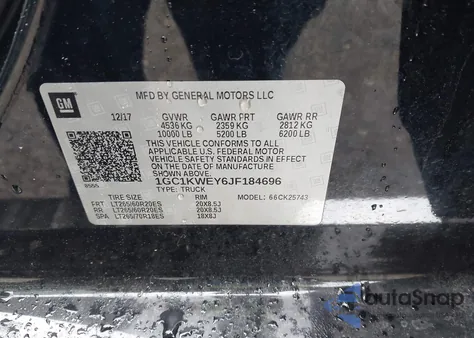 GM
MFD BY GENERAL MOTORS LLC
12/17 GVWR GAWR FRT GAWR RR
4536 KG 2359 KG 2812 KG
10000 LB 5200 LB 6200 LB
THIS VEHICLE CONFORMS TO ALL
APPLICABLE U.S. FEDERAL MOTOR
VEHICLE SAFETY STANDARDS IN EFFECT ON
THE DATE OF MANUFACTURE SHOWN ABOVE.
1GC1KWEY6JF184696
TYPE: TRUCK
TIRE SIZE RIM MODEL: 66CK25743
FRT LT265/60R20ES 20X8.5J
RR LT265/60R20ES 20X8.5J
SPA LT265/70R18ES 18X8J
autoSnap